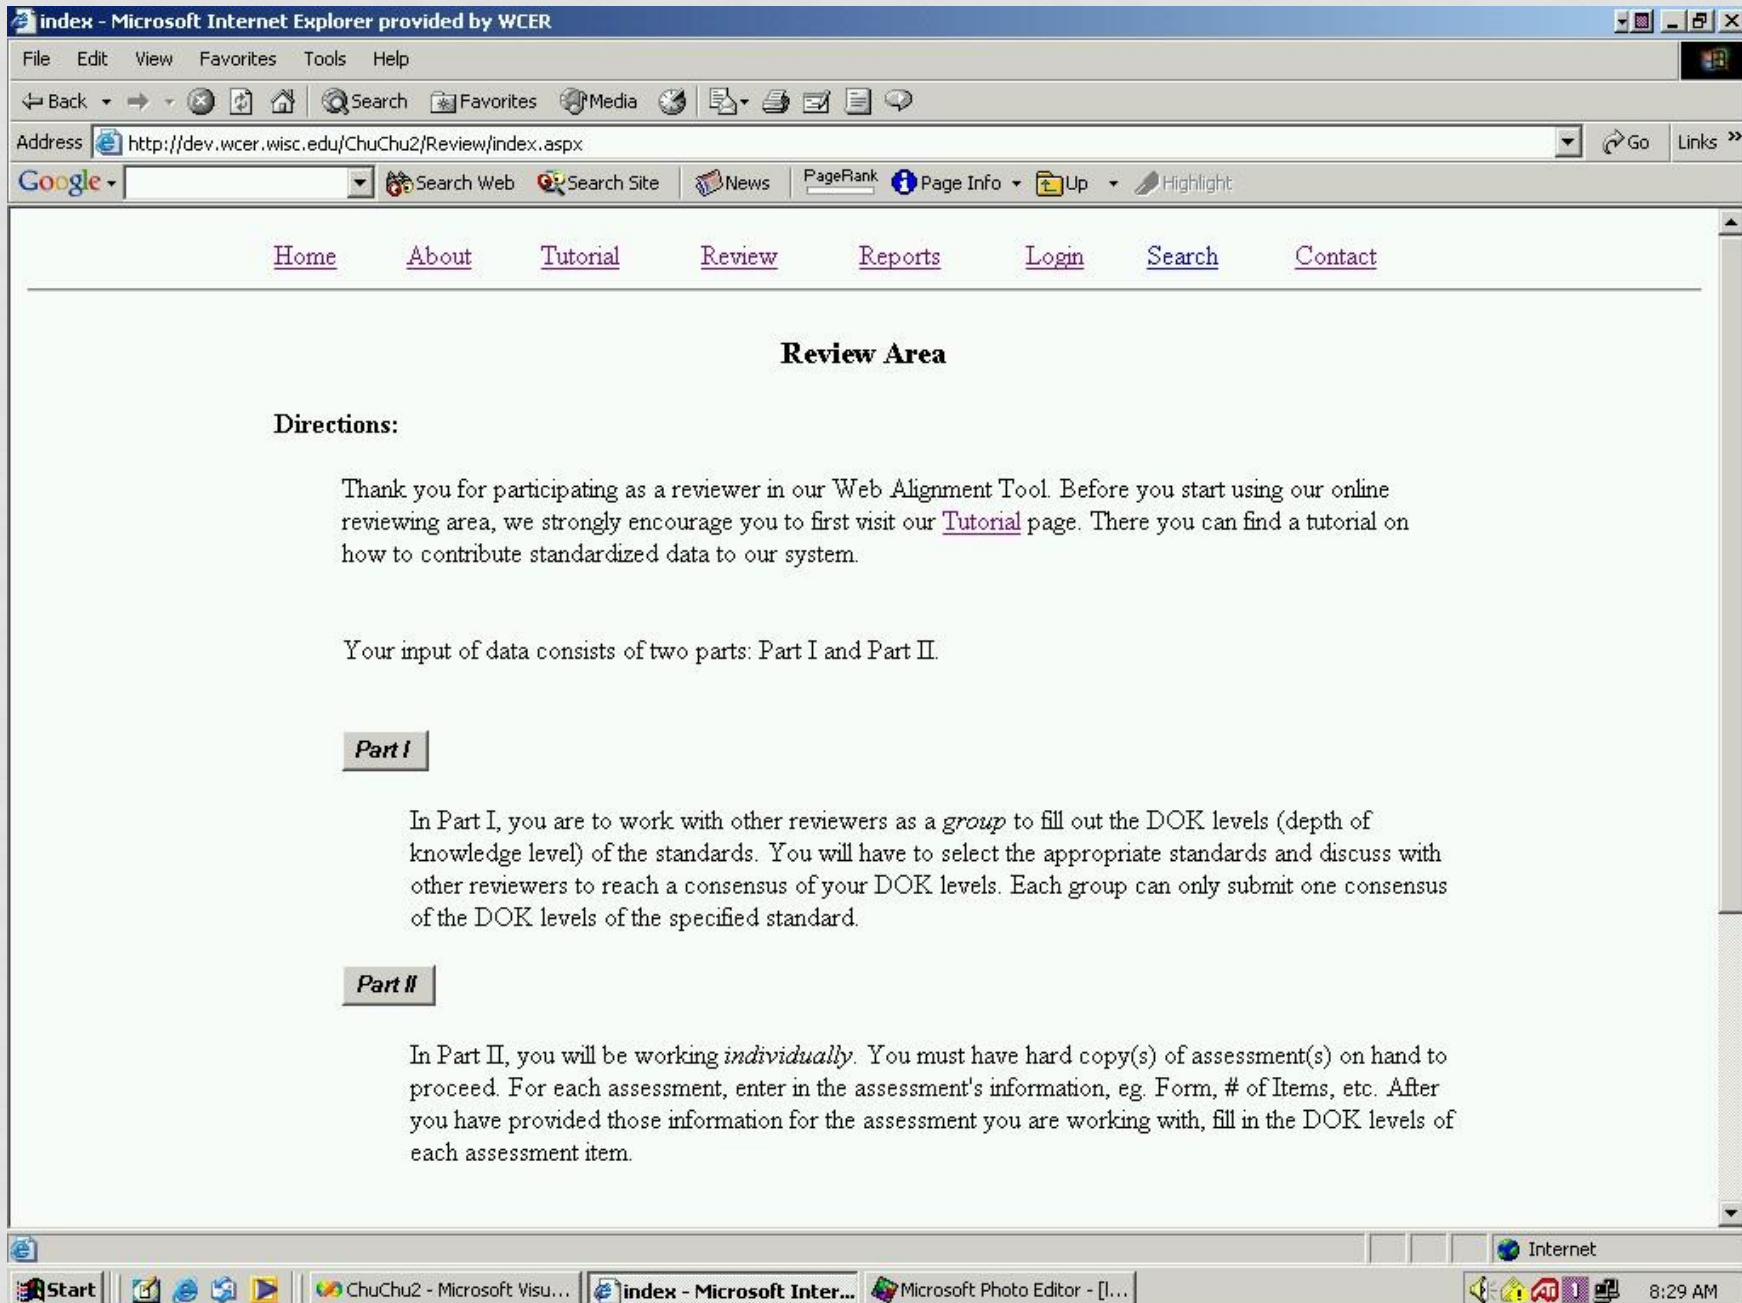 index - Microsoft Internet Explorer provided by WCER
File Edit View Favorites Tools Help
Back Search Favorites Media
Address http://dev.wcer.wisc.edu/ChuChu2/Review/index.aspx Go Links »
Google Search Web Search Site News PageRank Page Info Up Highlight
Home About Tutorial Review Reports Login Search Contact
Review Area
Directions:
Thank you for participating as a reviewer in our Web Alignment Tool. Before you start using our online
reviewing area, we strongly encourage you to first visit our Tutorial page. There you can find a tutorial on
how to contribute standardized data to our system.
Your input of data consists of two parts: Part I and Part II.
Part I
In Part I, you are to work with other reviewers as a group to fill out the DOK levels (depth of
knowledge level) of the standards. You will have to select the appropriate standards and discuss with
other reviewers to reach a consensus of your DOK levels. Each group can only submit one consensus
of the DOK levels of the specified standard.
Part II
In Part II, you will be working individually. You must have hard copy(s) of assessment(s) on hand to
proceed. For each assessment, enter in the assessment's information, eg. Form, # of Items, etc. After
you have provided those information for the assessment you are working with, fill in the DOK levels of
each assessment item.
Internet
Start ChuChu2 - Microsoft Visu... index - Microsoft Inter... Microsoft Photo Editor - [l... 8:29 AM